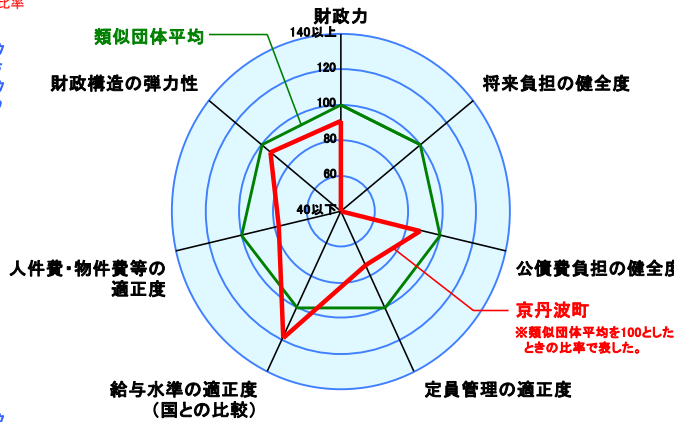 比率
財政力
140以上
類似団体平均
120
財政構造の弾力性
将来負担の健全度
100
80
60
40以下
人件費・物件費等の
適正度
公債費負担の健全度
京丹波町
※類似団体平均を100とした
ときの比率で表した。
給与水準の適正度
（国との比較）
定員管理の適正度